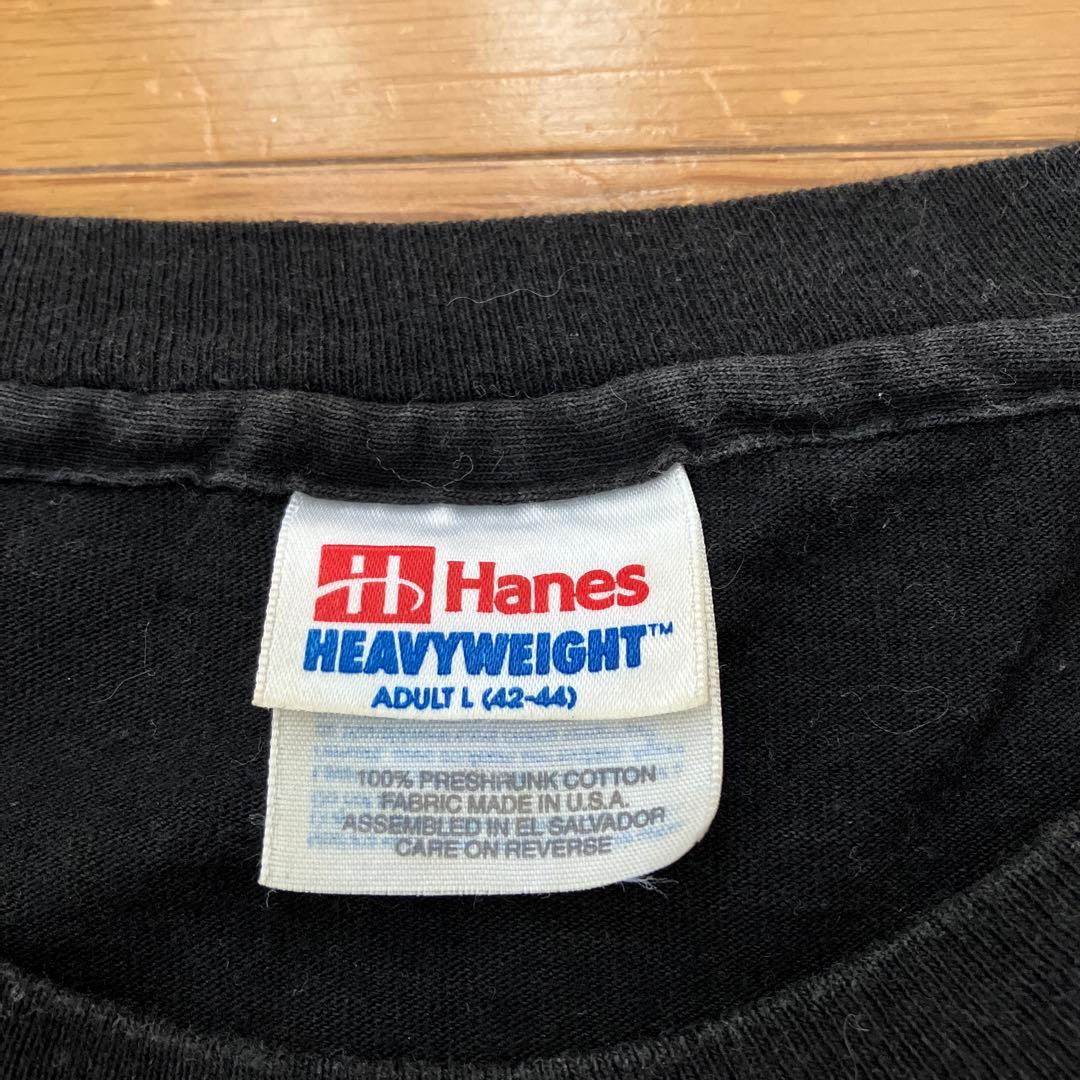 H Hanes
HEAVYWEIGHT™
ADULT L (42-44)
100% PRESHRUNK COTTON
FABRIC MADE IN U.S.A.
ASSEMBLED IN EL SALVADOR
CARE ON REVERSE